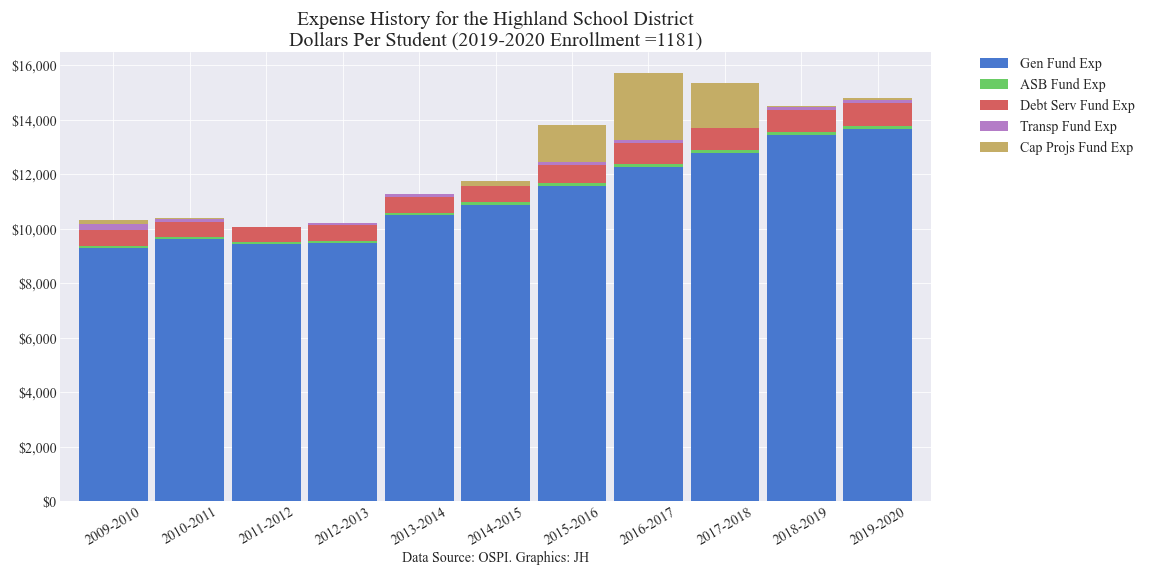 Expense History for the Highland School District
Dollars Per Student (2019-2020 Enrollment =1181)
$16,000
$14,000
$12,000
$10,000
$8,000
$6,000
$4,000
$2,000
$0
2009-2010
2010-2011
2011-2012
2012-2013
2013-2014
2014-2015
2015-2016
2016-2017
2017-2018
2018-2019
2019-2020
Data Source: OSPI. Graphics: JH
Gen Fund Exp
ASB Fund Exp
Debt Serv Fund Exp
Transp Fund Exp
Cap Projs Fund Exp